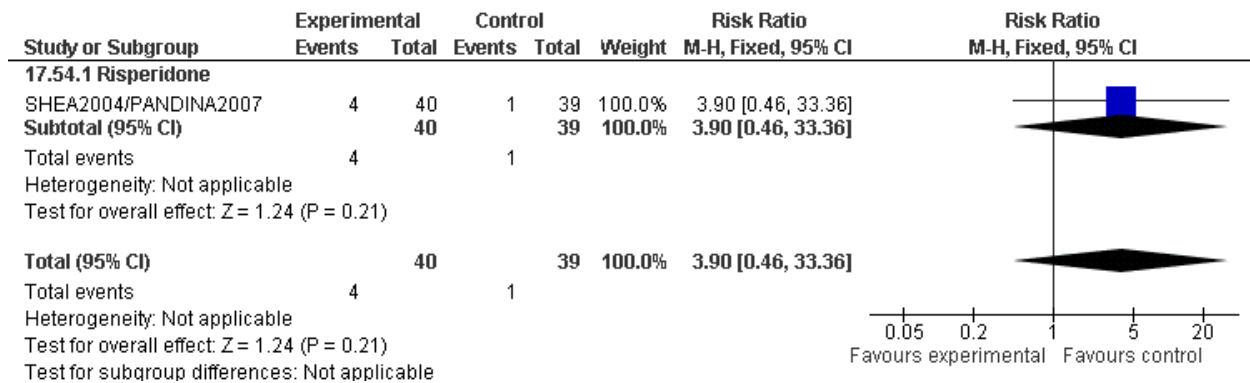 Experimental Control Risk Ratio Risk Ratio
Study or Subgroup Events Total Events Total Weight M-H, Fixed, 95% CI M-H, Fixed, 95% CI
17.54.1 Risperidone
SHEA2004/PANDINA2007 4 40 1 39 100.0% 3.90 [0.46, 33.36]
Subtotal (95% CI) 40 39 100.0% 3.90 [0.46, 33.36]
Total events 4 1
Heterogeneity: Not applicable
Test for overall effect: Z = 1.24 (P = 0.21)
Total (95% CI) 40 39 100.0% 3.90 [0.46, 33.36]
Total events 4 1
Heterogeneity: Not applicable
Test for overall effect: Z = 1.24 (P = 0.21)
Test for subgroup differences: Not applicable
0.05 0.2 1 5 20
Favours experimental Favours control